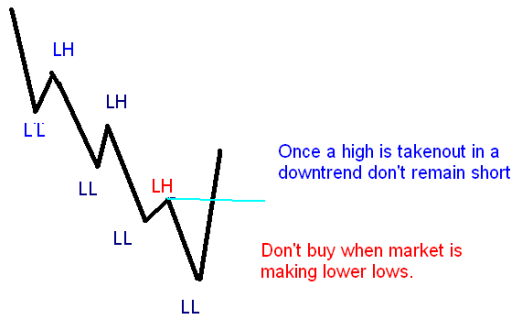 LH
LL
LH
LL
LH
LL
LL
Once a high is takenout in a
downtrend don't remain short
Don't buy when market is
making lower lows.